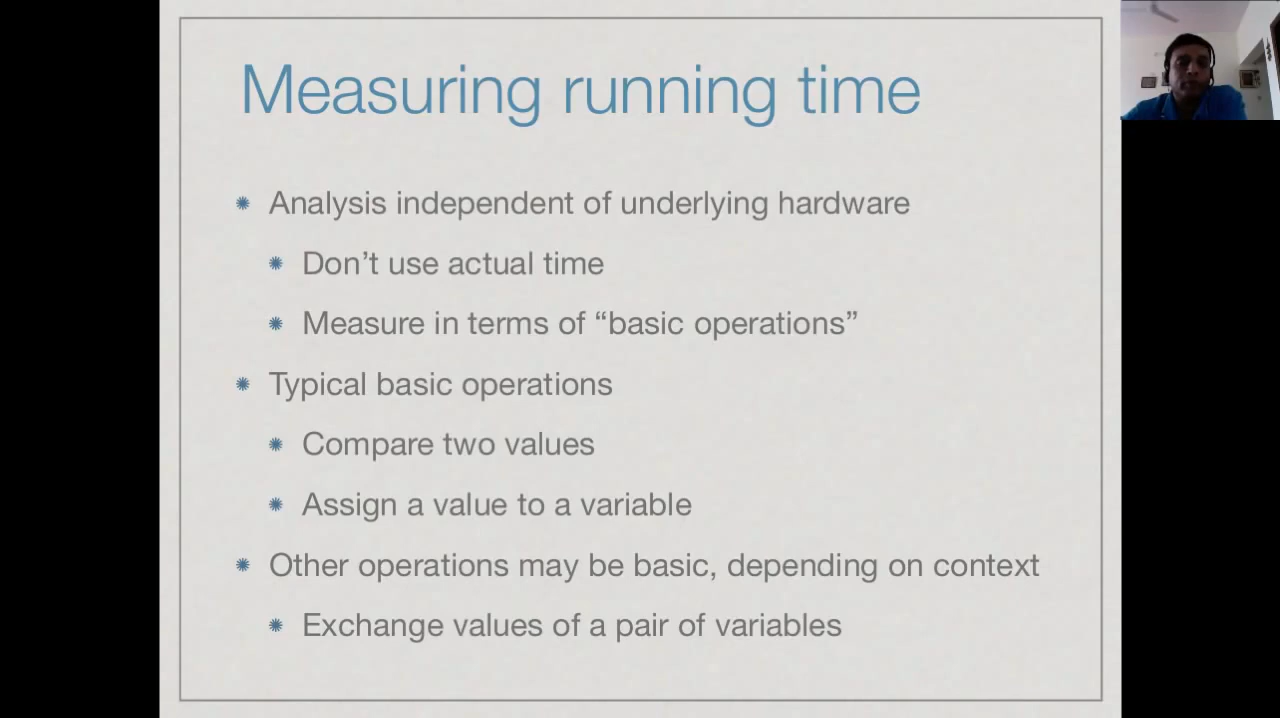 Measuring running time
Analysis independent of underlying hardware
Don’t use actual time
Measure in terms of “basic operations”
Typical basic operations
Compare two values
Assign a value to a variable
Other operations may be basic, depending on context
Exchange values of a pair of variables